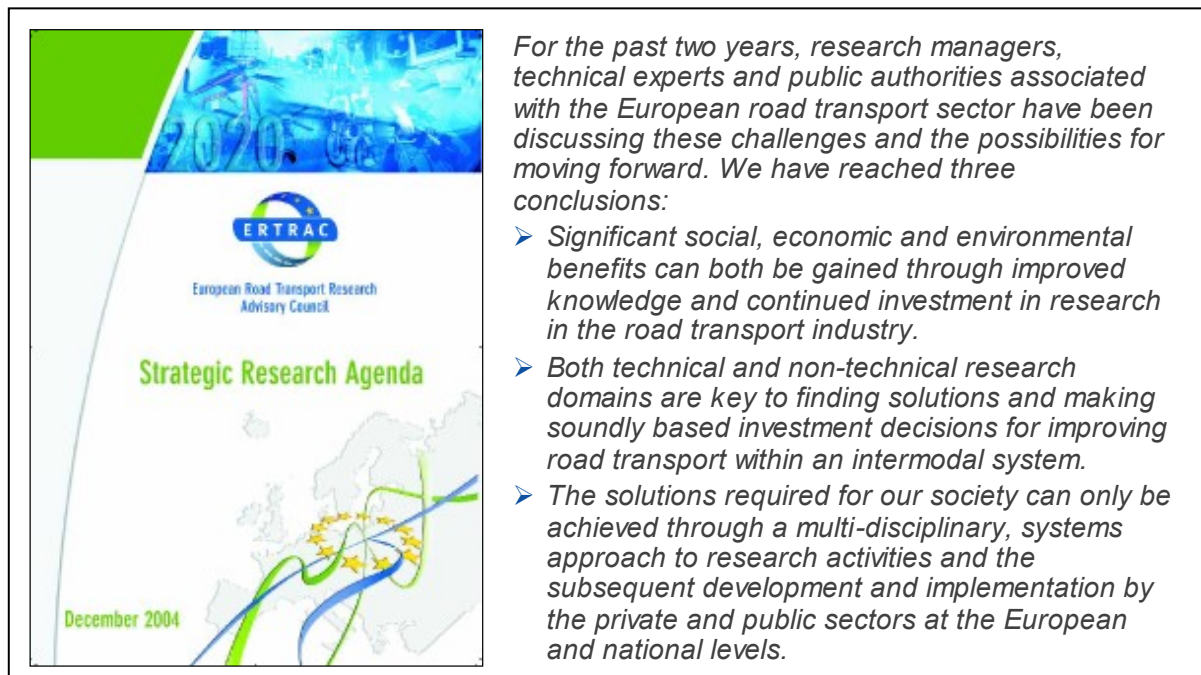 2020
ERTRAC
European Road Transport Research
Advisory Council
Strategic Research Agenda
December 2004
For the past two years, research managers,
technical experts and public authorities associated
with the European road transport sector have been
discussing these challenges and the possibilities for
moving forward. We have reached three
conclusions:
➢ Significant social, economic and environmental
benefits can both be gained through improved
knowledge and continued investment in research
in the road transport industry.
➢ Both technical and non-technical research
domains are key to finding solutions and making
soundly based investment decisions for improving
road transport within an intermodal system.
➢ The solutions required for our society can only be
achieved through a multi-disciplinary, systems
approach to research activities and the
subsequent development and implementation by
the private and public sectors at the European
and national levels.